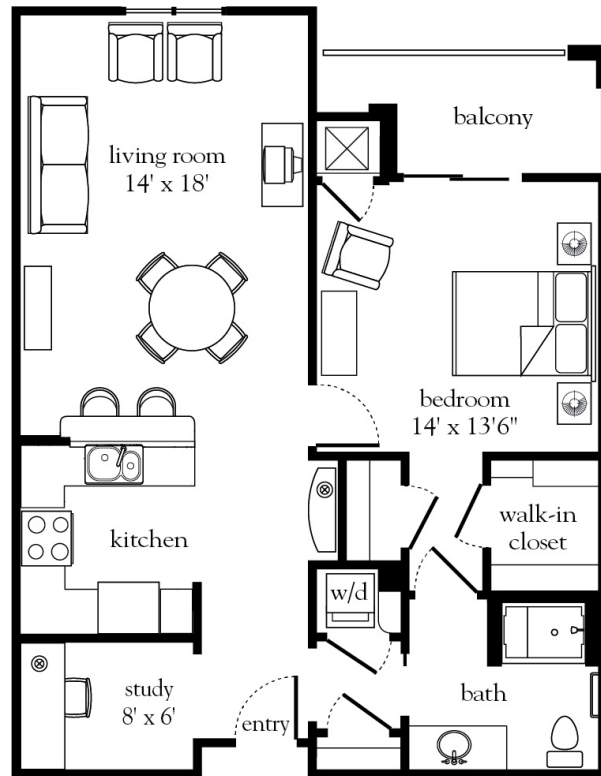 balcony
living room
14' x 18'
bedroom
14' x 13'6"
kitchen
walk-in
closet
w/d
study
8' x 6'
entry
bath